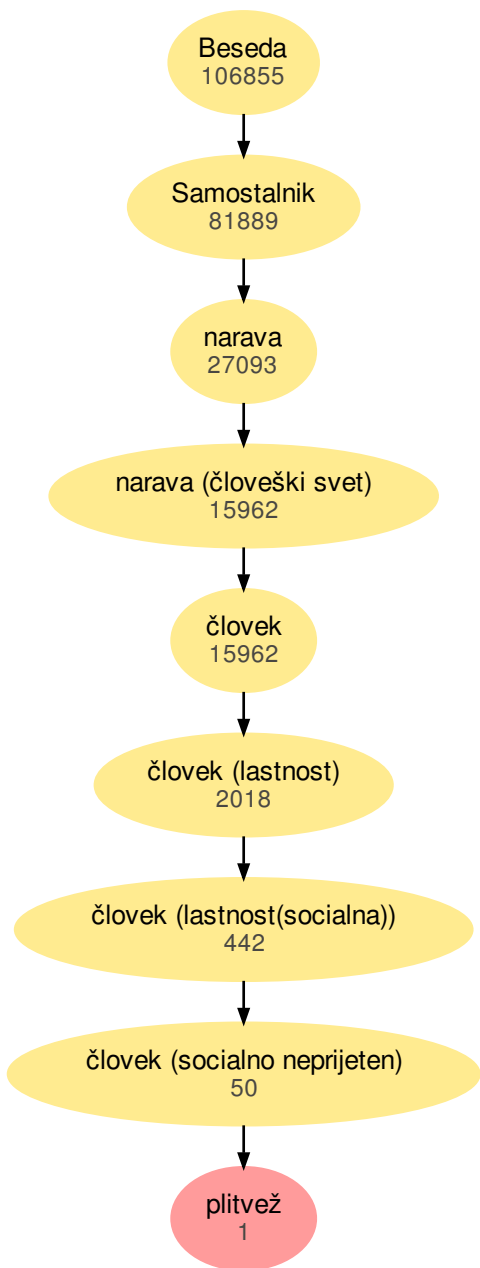 Beseda
106855
Samostalnik
81889
narava
27093
narava (človeški svet)
15962
človek
15962
človek (lastnost)
2018
človek (lastnost(socialna))
442
človek (socialno neprijeten)
50
plitvež
1